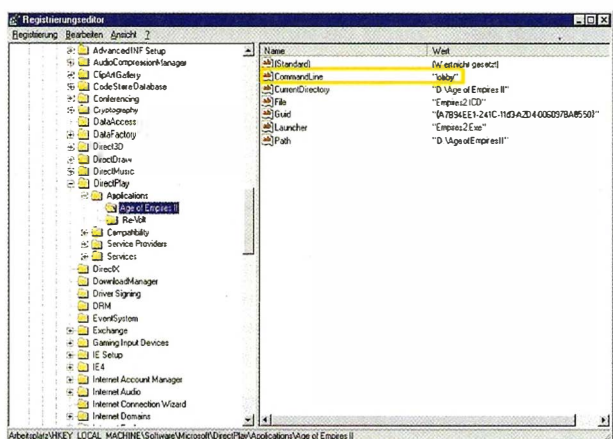 Registrierungseditor
Registrierung Bearbeiten Ansicht ?
AdvancedINF Setup
AudioCompressionManager
ClipArtGallery
CodeStoreDatabase
Conferencing
Cryptography
DataAccess
DataFactory
Direct3D
DirectDraw
DirectMusic
DirectPlay
Applications
Age of Empires II
Re-Volt
Compatibility
Service Providers
Services
DirectX
DownloadManager
Driver Signing
DRM
EventSystem
Exchange
Gaming Input Devices
IE Setup
IE4
Internet Account Manager
Internet Audio
Internet Connection Wizard
Internet Domains
Name Wert
(Standard) (Wert nicht gesetzt)
CommandLine "lobby"
CurrentDirectory "D:\Age of Empires II"
File "Empires2.ICD"
Guid
Launcher "Empires2.Exe"
Path "D:\Age of Empires II"
Arbeitsplatz\HKEY_LOCAL_MACHINE\Software\Microsoft\DirectPlay\Applications\Age of Empires II